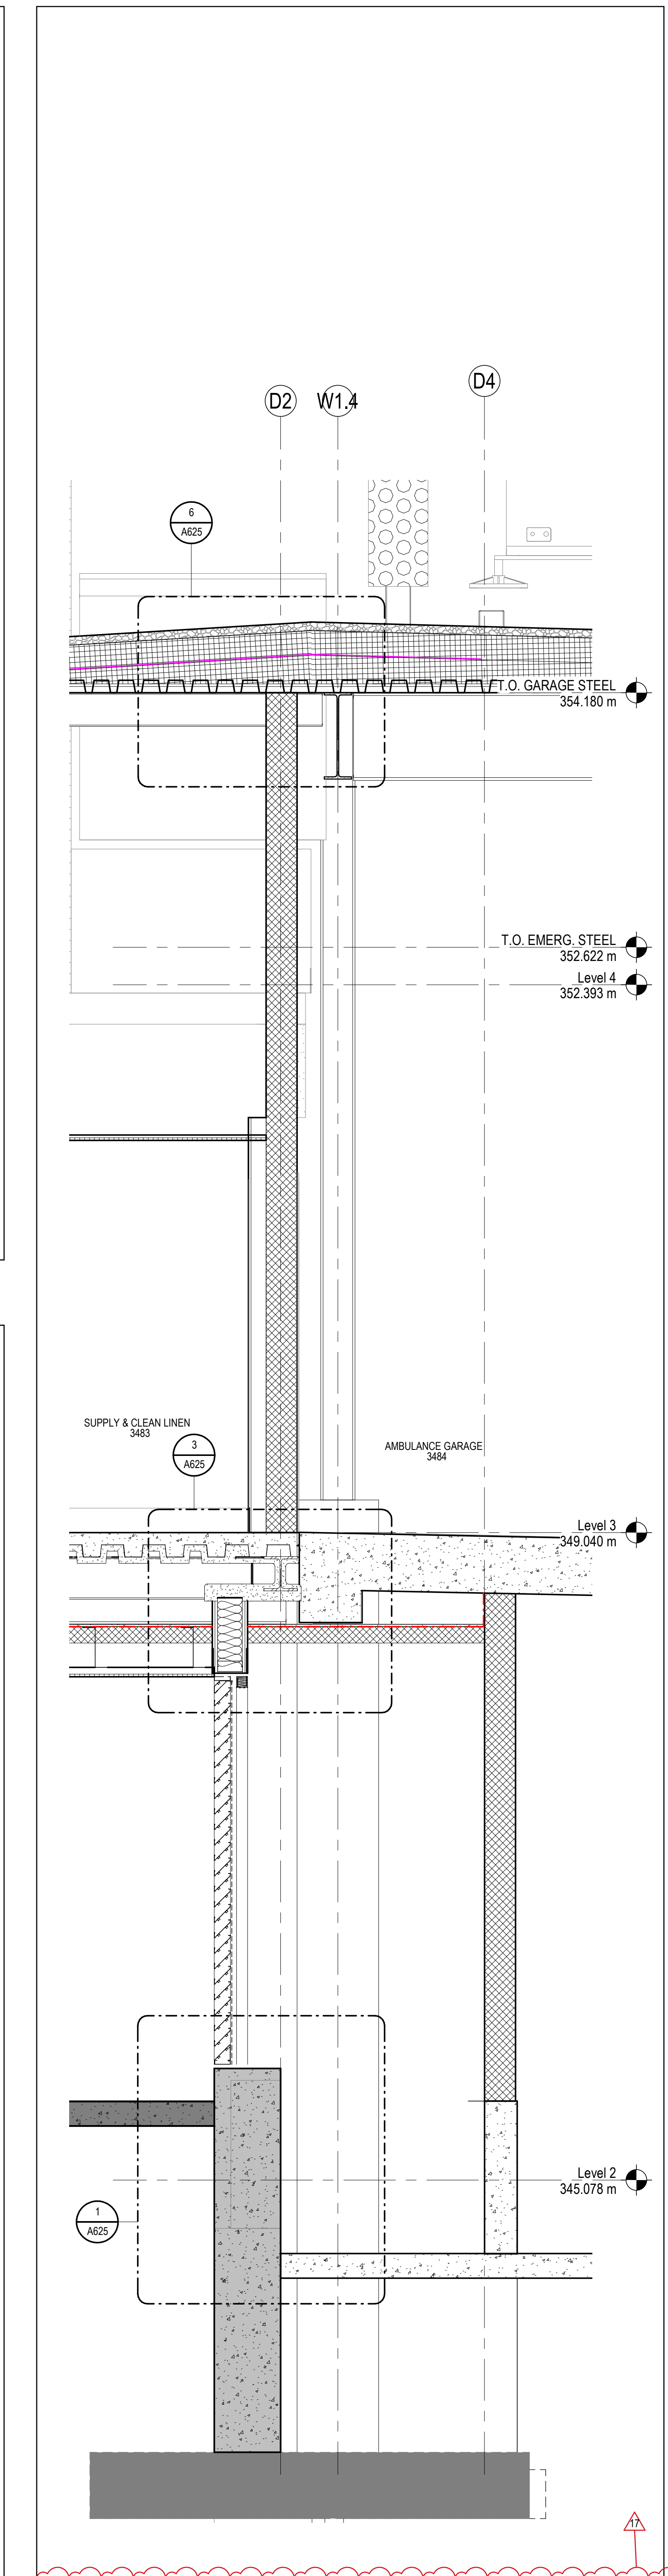 D2
W1.4
D4
6
A625
T.O. GARAGE STEEL
354.180 m
T.O. EMERG. STEEL
352.622 m
Level 4
352.393 m
SUPPLY & CLEAN LINEN
3483
3
A625
AMBULANCE GARAGE
3484
Level 3
349.040 m
Level 2
345.078 m
1
A625
17